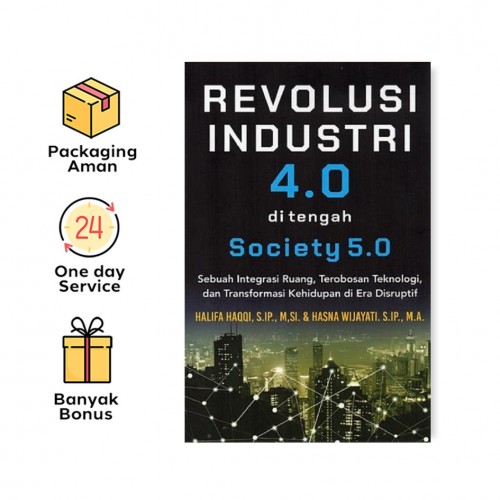 Packaging
Aman
24
One day
Service
Banyak
Bonus
REVOLUSI
INDUSTRI
4.0
di tengah
Society 5.0
Sebuah Integrasi Ruang, Terobosan Teknologi,
dan Transformasi Kehidupan di Era Disruptif
HALIFA HAQQI, S.IP., M,SI. & HASNA WIJAYATI. S.IP., M.A.